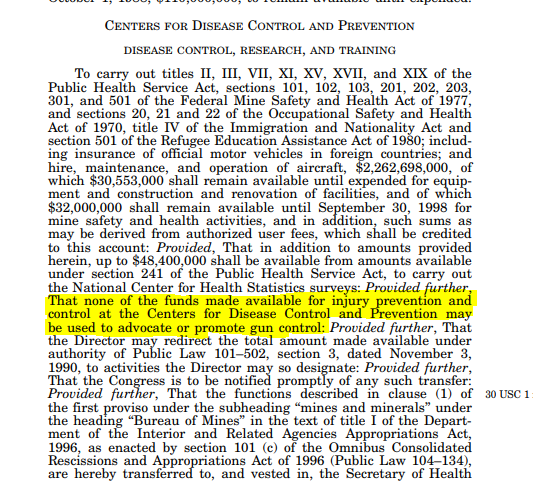 CENTERS FOR DISEASE CONTROL AND PREVENTION
DISEASE CONTROL, RESEARCH, AND TRAINING
To carry out titles II, III, VII, XI, XV, XVII, and XIX of the
Public Health Service Act, sections 101, 102, 103, 201, 202, 203,
301, and 501 of the Federal Mine Safety and Health Act of 1977,
and sections 20, 21 and 22 of the Occupational Safety and Health
Act of 1970, title IV of the Immigration and Nationality Act and
section 501 of the Refugee Education Assistance Act of 1980; includ-
ing insurance of official motor vehicles in foreign countries; and
hire, maintenance, and operation of aircraft, $2,262,698,000, of
which $30,553,000 shall remain available until expended for equip-
ment and construction and renovation of facilities, and of which
$32,000,000 shall remain available until September 30, 1998 for
mine safety and health activities, and in addition, such sums as
may be derived from authorized user fees, which shall be credited
to this account: Provided, That in addition to amounts provided
herein, up to $48,400,000 shall be available from amounts available
under section 241 of the Public Health Service Act, to carry out
the National Center for Health Statistics surveys: Provided further,
That none of the funds made available for injury prevention and
control at the Centers for Disease Control and Prevention may
be used to advocate or promote gun control: Provided further, That
the Director may redirect the total amount made available under
authority of Public Law 101–502, section 3, dated November 3,
1990, to activities the Director may so designate: Provided further,
That the Congress is to be notified promptly of any such transfer:
Provided further, That the functions described in clause (1) of 30 USC 1
the first proviso under the subheading “mines and minerals” under
the heading “Bureau of Mines” in the text of title I of the Depart-
ment of the Interior and Related Agencies Appropriations Act,
1996, as enacted by section 101 (c) of the Omnibus Consolidated
Rescissions and Appropriations Act of 1996 (Public Law 104–134),
are hereby transferred to, and vested in, the Secretary of Health